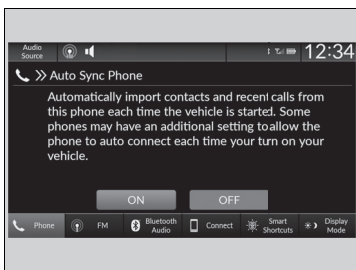 Audio
Source
12:34
Auto Sync Phone
Automatically import contacts and recent calls from
this phone each time the vehicle is started. Some
phones may have an additional setting to allow the
phone to auto connect each time your turn on your
vehicle.
ON
OFF
Phone
FM
Bluetooth
Audio
Connect
Smart
Shortcuts
Display
Mode